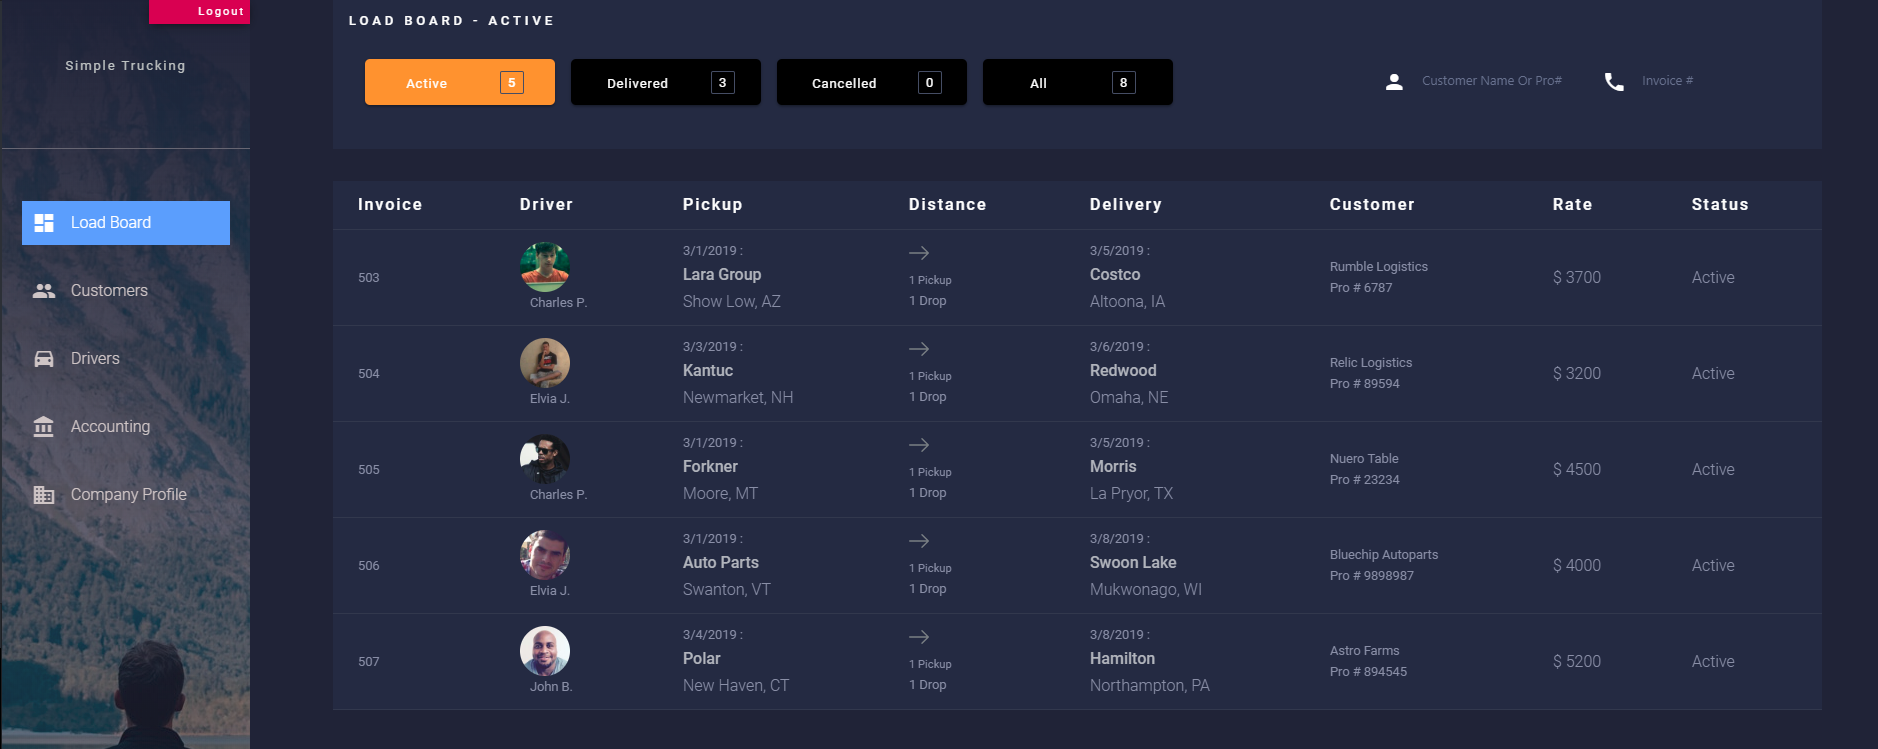 Logout
Simple Trucking
Load Board
Customers
Drivers
Accounting
Company Profile
LOAD BOARD - ACTIVE
Active 5 Delivered 3 Cancelled 0 All 8 Customer Name Or Pro# Invoice #
Invoice Driver Pickup Distance Delivery Customer Rate Status
503 Charles P. 3/1/2019 : Lara Group Show Low, AZ 1 Pickup 1 Drop 3/5/2019 : Costco Altoona, IA Rumble Logistics Pro # 6787 $ 3700 Active
504 Elvia J. 3/3/2019 : Kantuc Newmarket, NH 1 Pickup 1 Drop 3/6/2019 : Redwood Omaha, NE Relic Logistics Pro # 89594 $ 3200 Active
505 Charles P. 3/1/2019 : Forkner Moore, MT 1 Pickup 1 Drop 3/5/2019 : Morris La Pryor, TX Nuero Table Pro # 23234 $ 4500 Active
506 Elvia J. 3/1/2019 : Auto Parts Swanton, VT 1 Pickup 1 Drop 3/8/2019 : Swoon Lake Mukwonago, WI Bluechip Autoparts Pro # 9898987 $ 4000 Active
507 John B. 3/4/2019 : Polar New Haven, CT 1 Pickup 1 Drop 3/8/2019 : Hamilton Northampton, PA Astro Farms Pro # 894545 $ 5200 Active